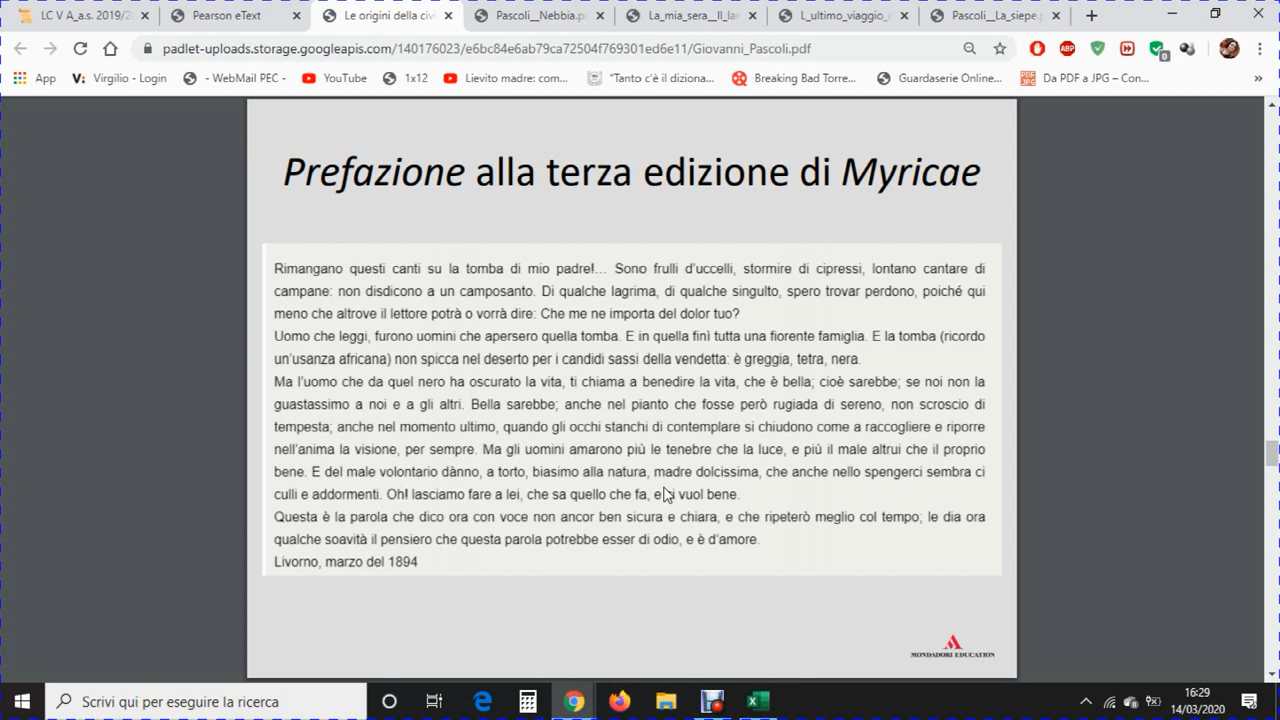 LC V A_a.s. 2019/2 Pearson eText Le origini della civi Pascoli__Nebbia.p La_mia_sera__Il_la L_ultimo_viaggio_d Pascoli__La_siepe.p
padlet-uploads.storage.googleapis.com/140176023/e6bc84e6ab79ca72504f769301ed6e11/Giovanni_Pascoli.pdf
App Virgilio - Login - WebMail PEC - YouTube 1x12 Lievito madre: com... "Tanto c'è il diziona... Breaking Bad Torre... Guardaserie Online... Da PDF a JPG – Con... »
Prefazione alla terza edizione di Myricae
Rimangano questi canti su la tomba di mio padre!... Sono frulli d'uccelli, stormire di cipressi, lontano cantare di
campane: non disdicono a un camposanto. Di qualche lagrima, di qualche singulto, spero trovar perdono, poiché qui
meno che altrove il lettore potrà o vorrà dire: Che me ne importa del dolor tuo?
Uomo che leggi, furono uomini che apersero quella tomba. E in quella finì tutta una fiorente famiglia. E la tomba (ricordo
un'usanza africana) non spicca nel deserto per i candidi sassi della vendetta: è greggia, tetra, nera.
Ma l'uomo che da quel nero ha oscurato la vita, ti chiama a benedire la vita, che è bella; cioè sarebbe; se noi non la
guastassimo a noi e a gli altri. Bella sarebbe; anche nel pianto che fosse però rugiada di sereno, non scroscio di
tempesta; anche nel momento ultimo, quando gli occhi stanchi di contemplare si chiudono come a raccogliere e riporre
nell'anima la visione, per sempre. Ma gli uomini amarono più le tenebre che la luce, e più il male altrui che il proprio
bene. E del male volontario dànno, a torto, biasimo alla natura, madre dolcissima, che anche nello spengerci sembra ci
culli e addormenti. Oh! lasciamo fare a lei, che sa quello che fa, e vuol bene.
Questa è la parola che dico ora con voce non ancor ben sicura e chiara, e che ripeterò meglio col tempo; le dia ora
qualche soavità il pensiero che questa parola potrebbe esser di odio, e è d'amore.
Livorno, marzo del 1894
MONDADORI EDUCATION
Scrivi qui per eseguire la ricerca
16:29
14/03/2020